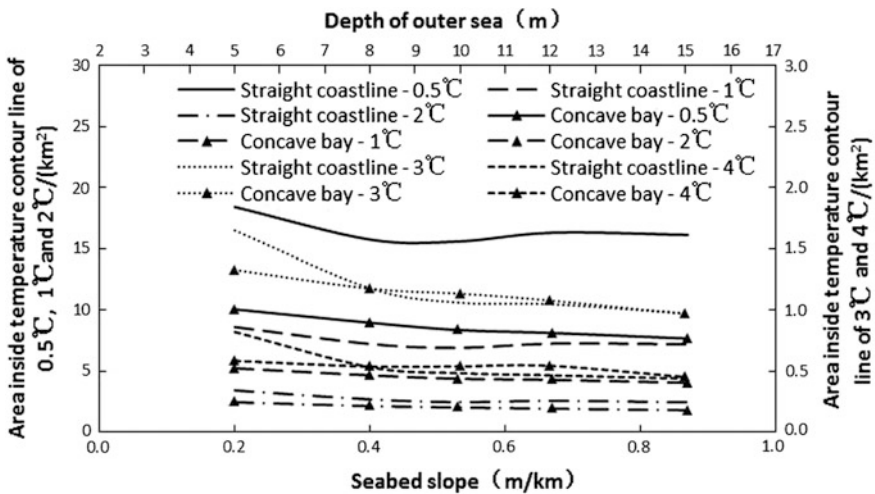 Depth of outer sea（m）
2 3 4 5 6 7 8 9 10 11 12 13 14 15 16 17
Area inside temperature contour line of
0.5℃, 1℃and 2℃/(km²)
30
25
20
15
10
5
0
Straight coastline - 0.5℃
Straight coastline - 1℃
Straight coastline - 2℃
Concave bay - 0.5℃
Concave bay - 1℃
Concave bay - 2℃
Straight coastline - 3℃
Straight coastline - 4℃
Concave bay - 3℃
Concave bay - 4℃
3.0
2.5
2.0
1.5
1.0
0.5
0.0
Area inside temperature contour
line of 3℃ and 4℃/(km²)
0.0 0.2 0.4 0.6 0.8 1.0
Seabed slope（m/km）